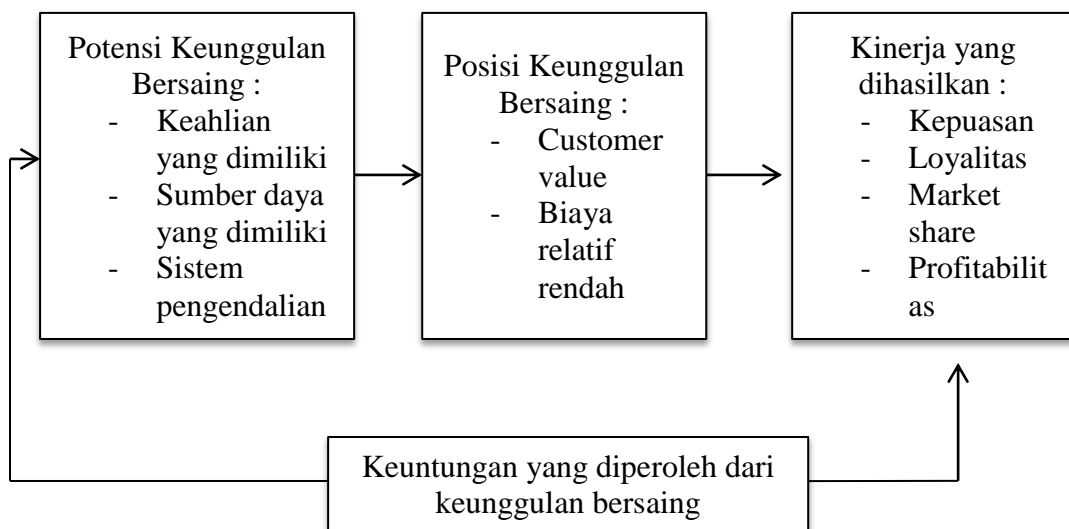 Potensi Keunggulan
Bersaing :
- Keahlian
yang dimiliki
- Sumber daya
yang dimiliki
- Sistem
pengendalian
Posisi Keunggulan
Bersaing :
- Customer
value
- Biaya
relatif
rendah
Kinerja yang
dihasilkan :
- Kepuasan
- Loyalitas
- Market
share
- Profitabilit
as
Keuntungan yang diperoleh dari
keunggulan bersaing